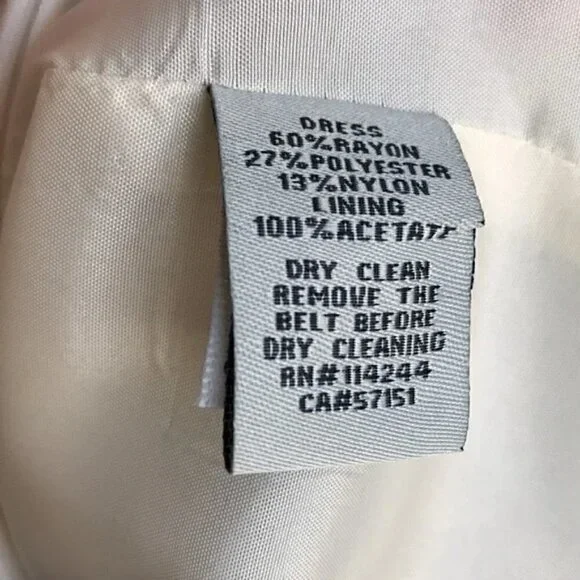 DRESS
60%RAYON
27%POLYESTER
13%NYLON
LINING
100%ACETATE
DRY CLEAN
REMOVE THE
BELT BEFORE
DRY CLEANING
RN#114244
CA#57151